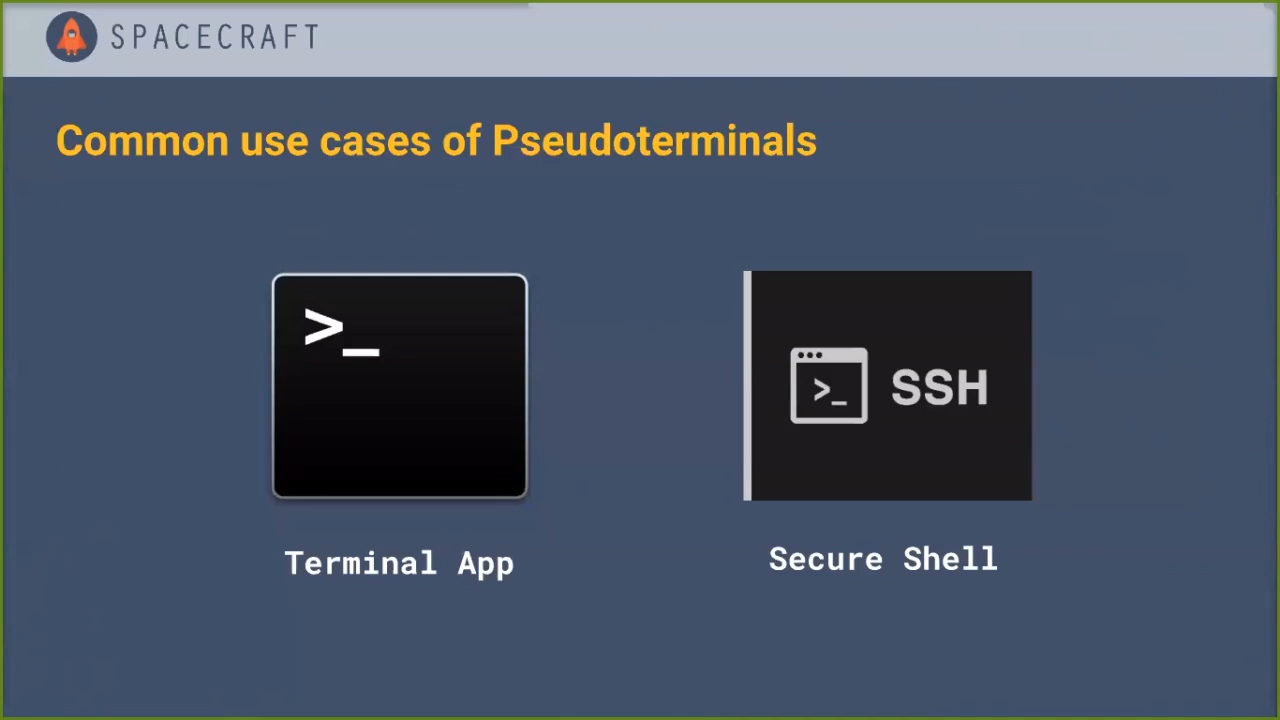 SPACECRAFT
Common use cases of Pseudoterminals
>_
>_ SSH
Terminal App
Secure Shell